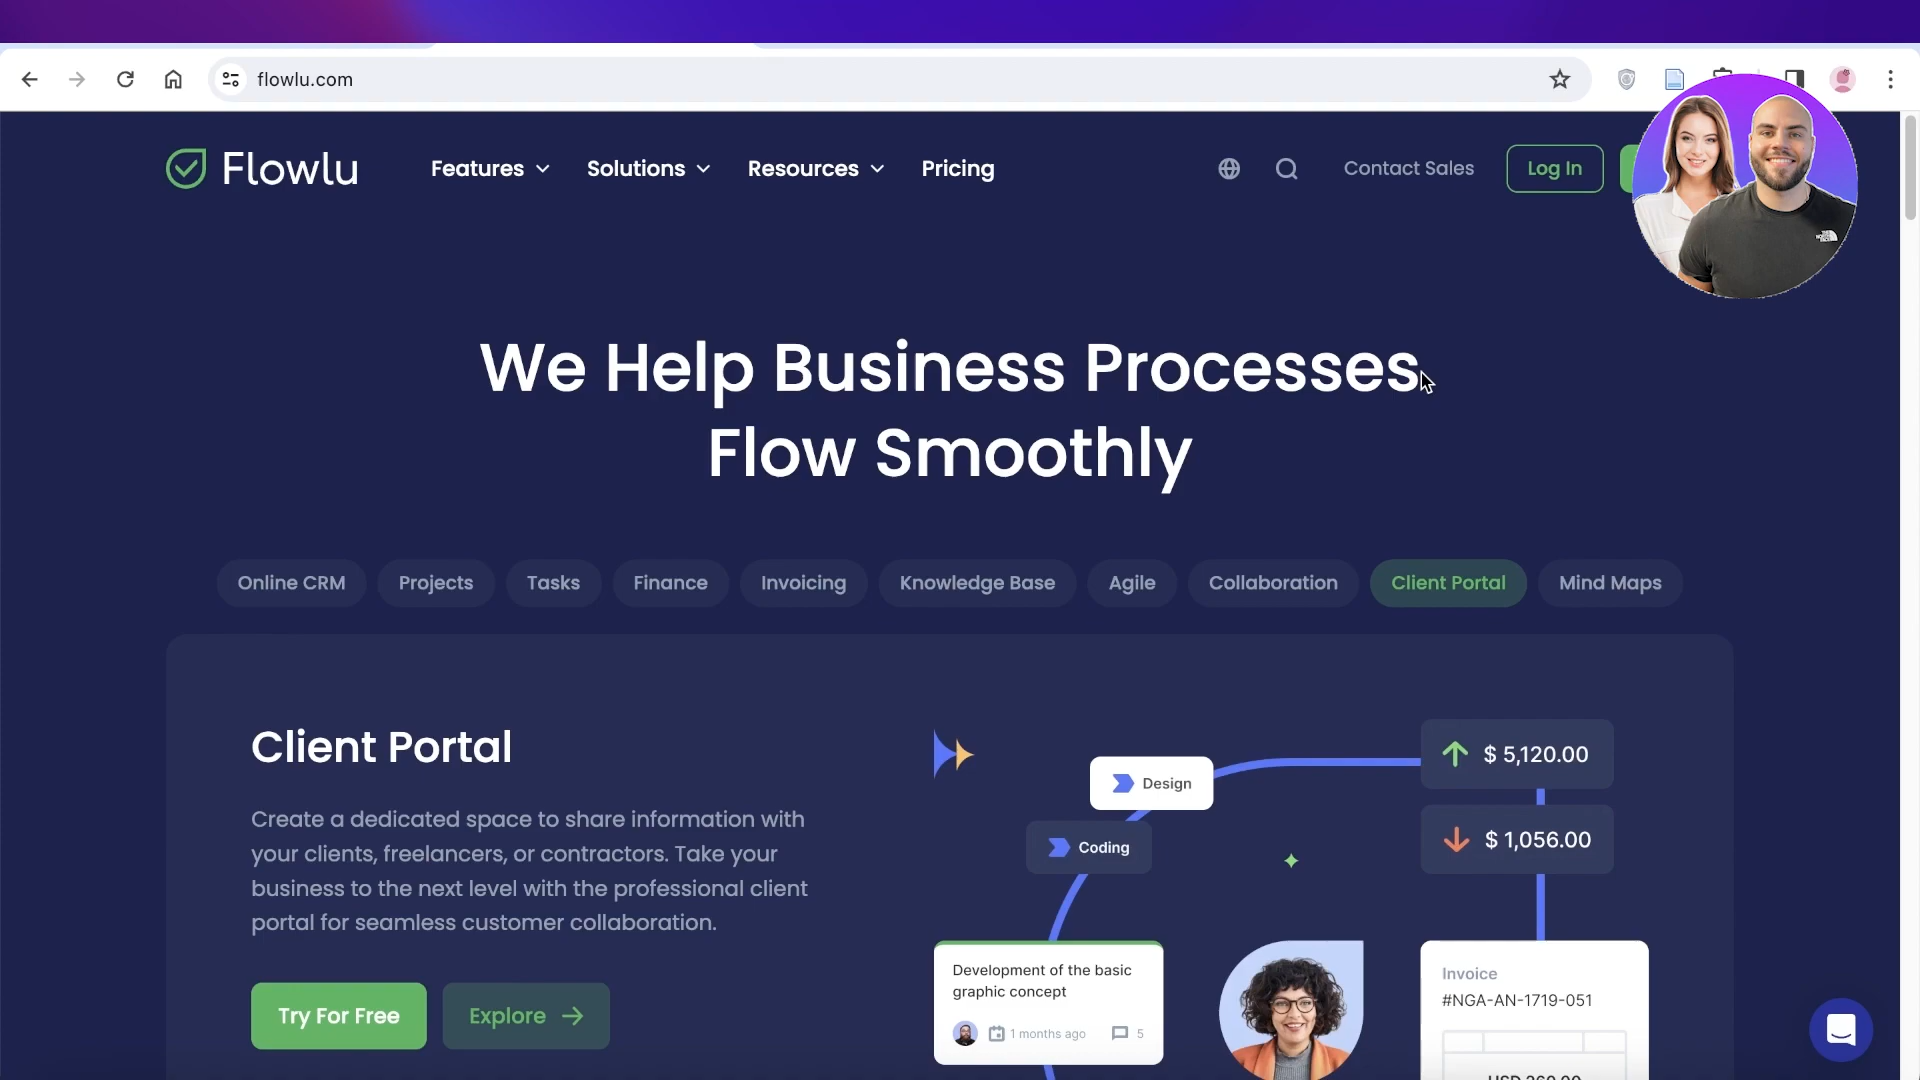 flowlu.com
Flowlu
Features
Solutions
Resources
Pricing
Contact Sales
Log In
THE NORTH FACE
We Help Business Processes
Flow Smoothly
Online CRM
Projects
Tasks
Finance
Invoicing
Knowledge Base
Agile
Collaboration
Client Portal
Mind Maps
Client Portal
Create a dedicated space to share information with
your clients, freelancers, or contractors. Take your
business to the next level with the professional client
portal for seamless customer collaboration.
Try For Free
Explore
Design
Coding
$ 5,120.00
$ 1,056.00
Development of the basic
graphic concept
1 months ago
5
Invoice
#NGA-AN-1719-051